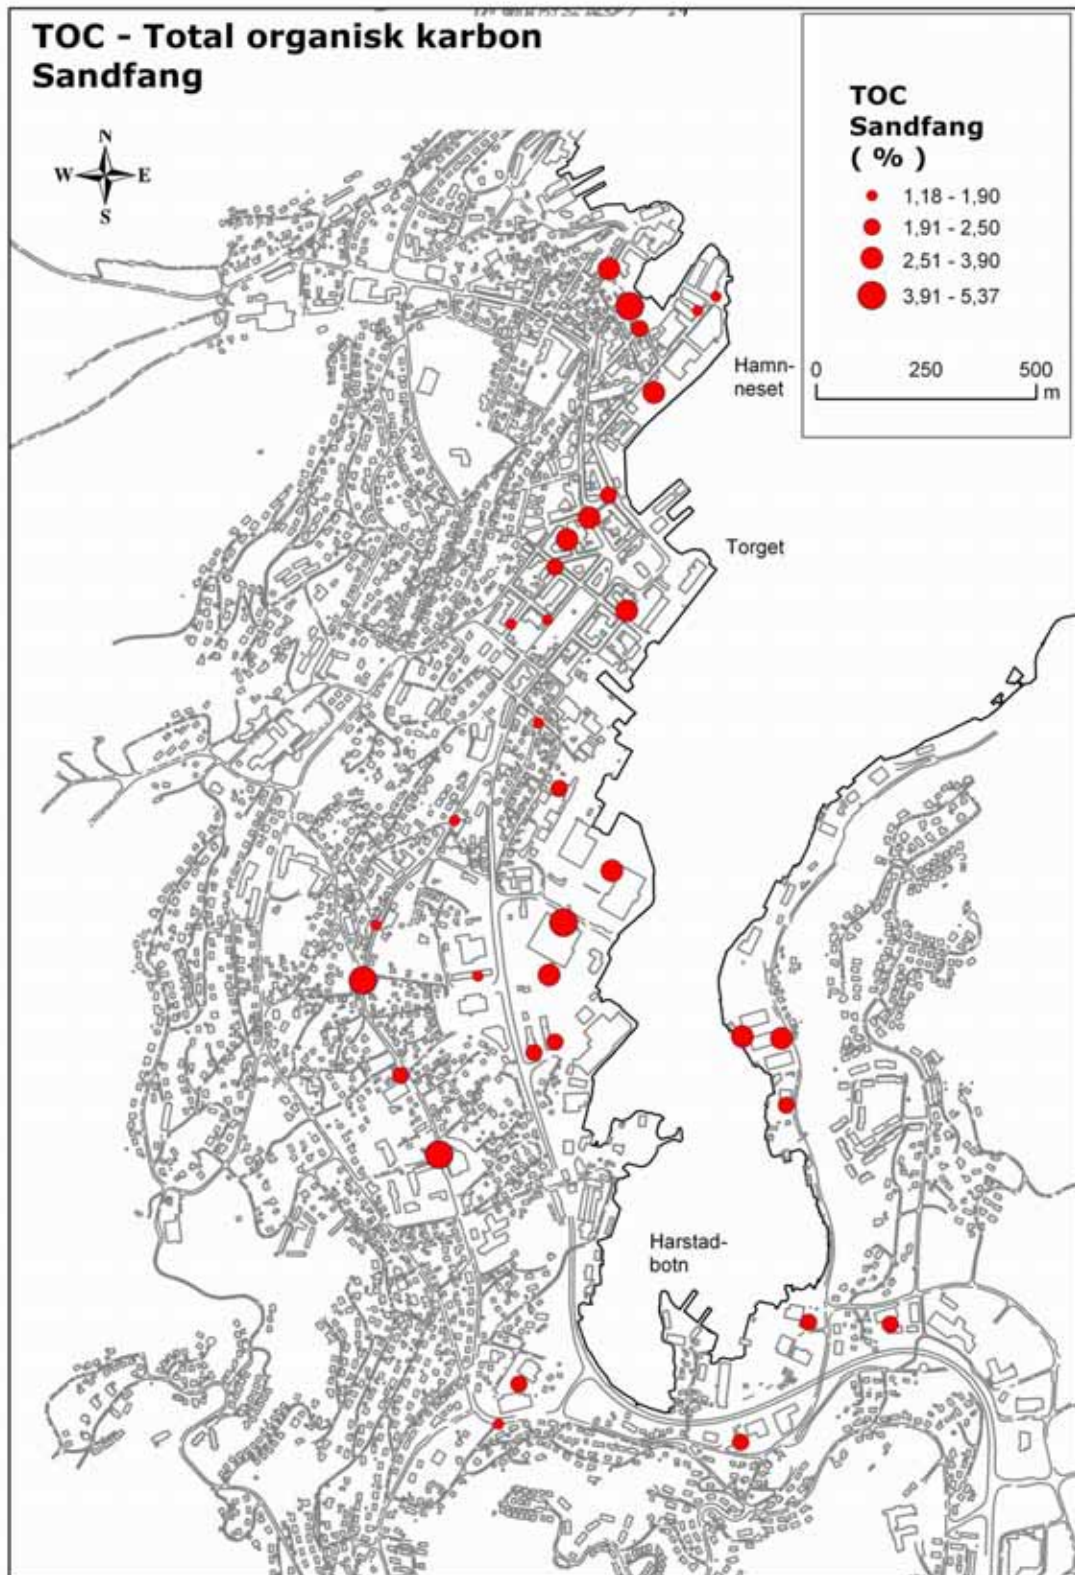 TOC - Total organisk karbon
Sandfang
N
W
E
S
TOC
Sandfang
( % )
1,18 - 1,90
1,91 - 2,50
2,51 - 3,90
3,91 - 5,37
0
250
500
m
Hamn-
neset
Torget
Harstad-
botn